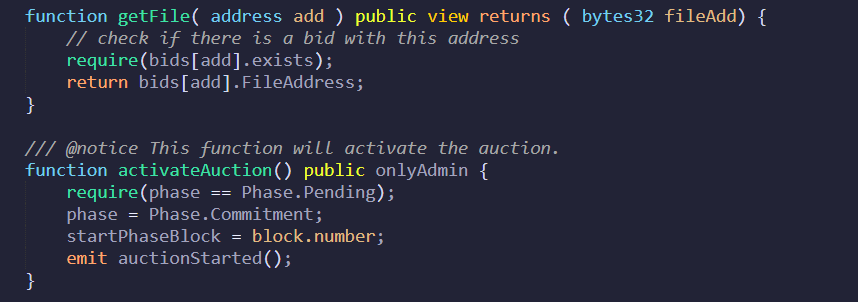 function getFile( address add ) public view returns ( bytes32 fileAdd) {
    // check if there is a bid with this address
    require(bids[add].exists);
    return bids[add].FileAddress;
}

/// @notice This function will activate the auction.
function activateAuction() public onlyAdmin {
    require(phase == Phase.Pending);
    phase = Phase.Commitment;
    startPhaseBlock = block.number;
    emit auctionStarted();
}